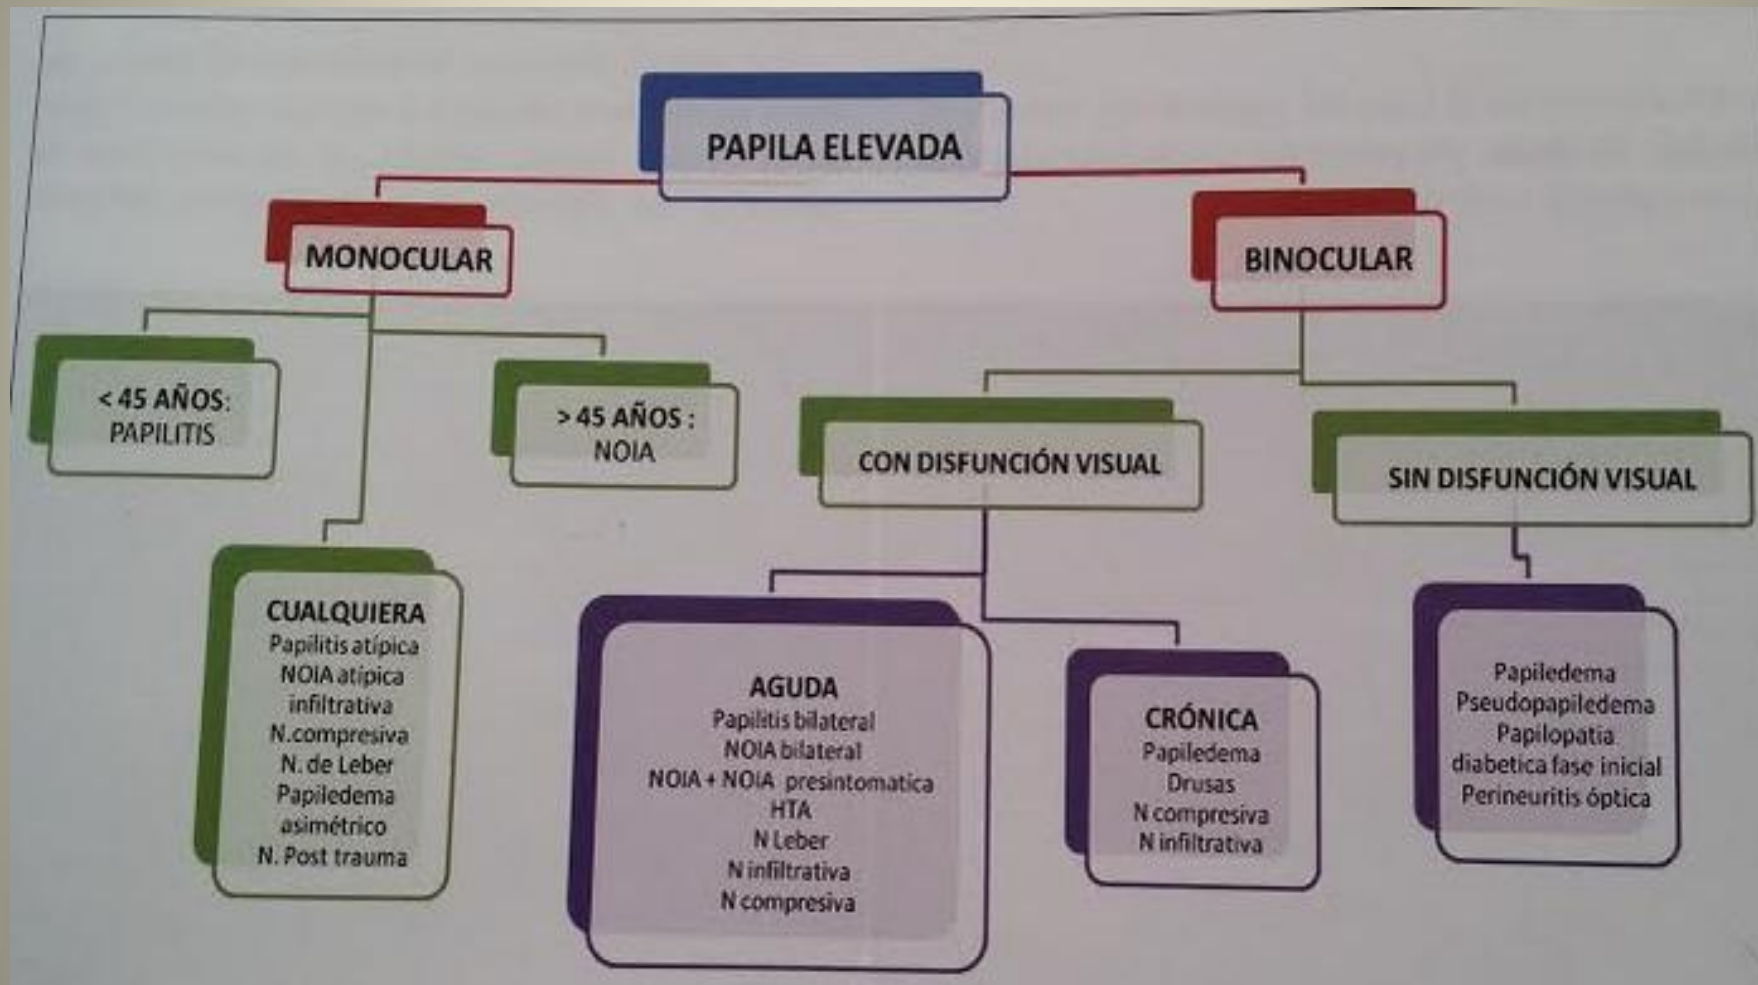 PAPILA ELEVADA
MONOCULAR
BINOCULAR
< 45 AÑOS:
PAPILITIS
> 45 AÑOS :
NOIA
CUALQUIERA
Papilitis atípica
NOIA atípica
infiltrativa
N.compresiva
N. de Leber
Papiledema
asimétrico
N. Post trauma
CON DISFUNCIÓN VISUAL
SIN DISFUNCIÓN VISUAL
AGUDA
Papilitis bilateral
NOIA bilateral
NOIA + NOIA presintomatica
HTA
N Leber
N infiltrativa
N compresiva
CRÓNICA
Papiledema
Drusas
N compresiva
N infiltrativa
Papiledema
Pseudopapiledema
Papilopatia
diabetica fase inicial
Perineuritis óptica